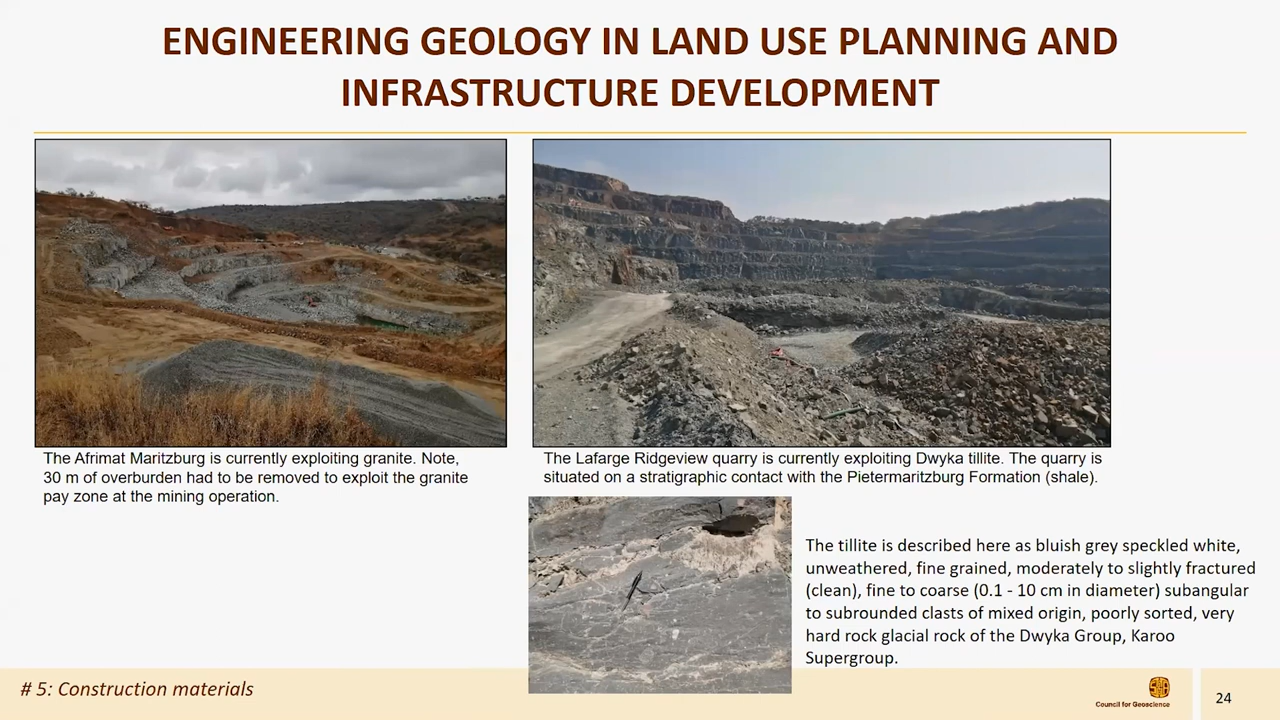 ENGINEERING GEOLOGY IN LAND USE PLANNING AND
INFRASTRUCTURE DEVELOPMENT
The Afrimat Maritzburg is currently exploiting granite. Note,
30 m of overburden had to be removed to exploit the granite
pay zone at the mining operation.
The Lafarge Ridgeview quarry is currently exploiting Dwyka tillite. The quarry is
situated on a stratigraphic contact with the Pietermaritzburg Formation (shale).
The tillite is described here as bluish grey speckled white,
unweathered, fine grained, moderately to slightly fractured
(clean), fine to coarse (0.1 - 10 cm in diameter) subangular
to subrounded clasts of mixed origin, poorly sorted, very
hard rock glacial rock of the Dwyka Group, Karoo
Supergroup.
# 5: Construction materials
Council for Geoscience
24